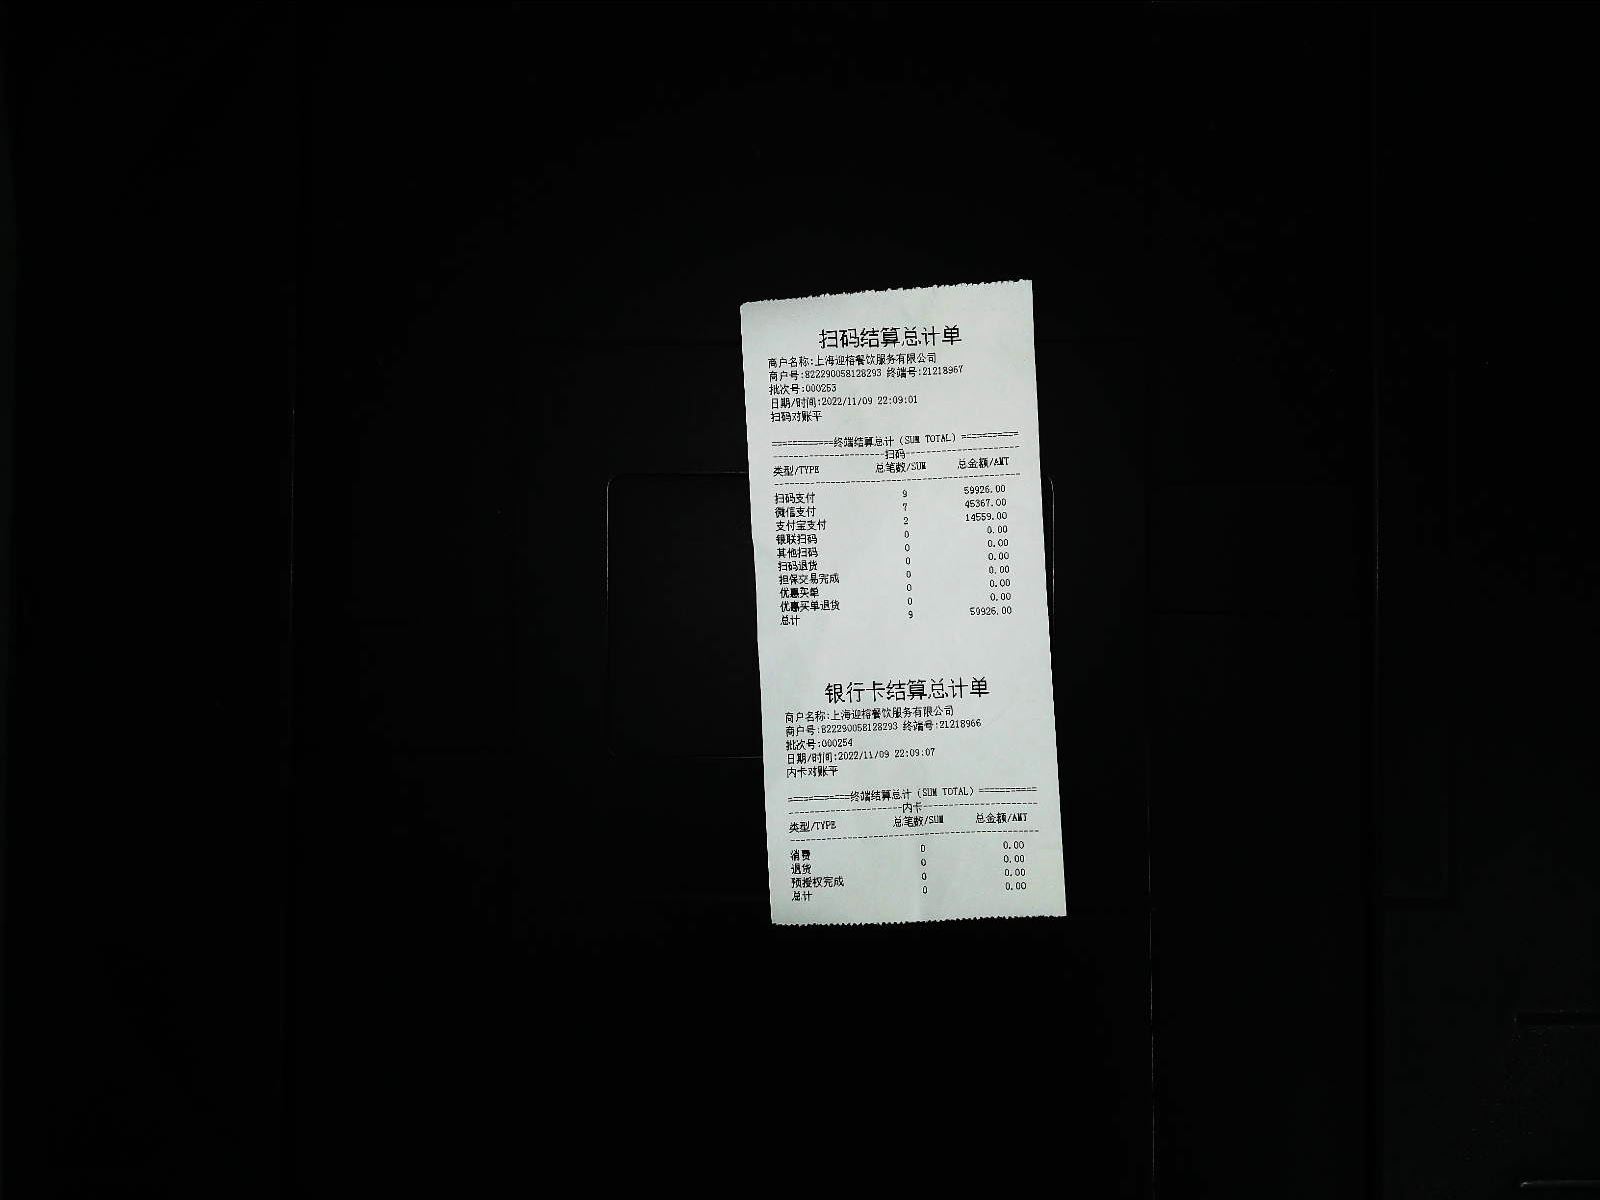 扫码结算总计单
商户名称:上海迎榕餐饮服务有限公司
商户号:822290058128293 终端号:21218967
批次号:000253
日期/时间:2022/11/09 22:09:01
扫码对账平
============终端结算总计(SUM TOTAL)===========
----------------------扫码----------------------
类型/TYPE 总笔数/SUM 总金额/AMT
扫码支付 9 59926.00
微信支付 7 45367.00
支付宝支付 2 14559.00
银联扫码 0 0.00
其他扫码 0 0.00
扫码退货 0 0.00
担保交易完成 0 0.00
优惠买单 0 0.00
优惠买单退货 0 0.00
总计 9 59926.00
银行卡结算总计单
商户名称:上海迎榕餐饮服务有限公司
商户号:822290058128293 终端号:21218966
批次号:000254
日期/时间:2022/11/09 22:09:07
内卡对账平
============终端结算总计(SUM TOTAL)===========
----------------------内卡----------------------
类型/TYPE 总笔数/SUM 总金额/AMT
消费 0 0.00
退货 0 0.00
预授权完成 0 0.00
总计 0 0.00